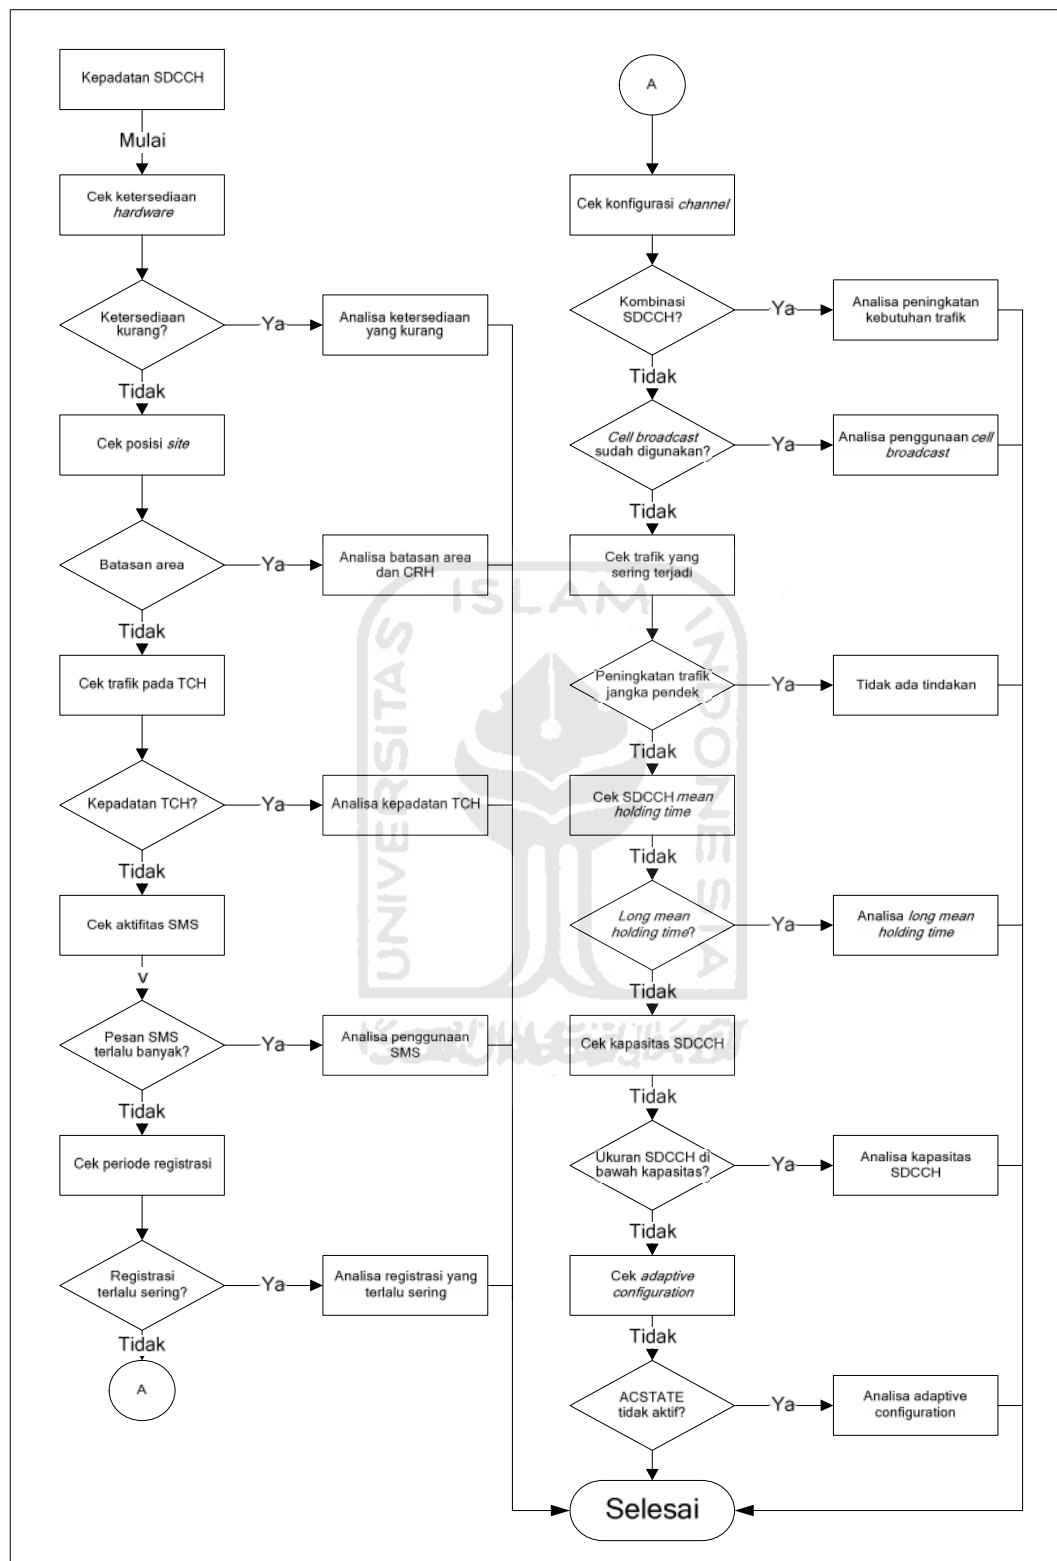 Kepadatan SDCCH
Mulai
Cek ketersediaan
hardware
Ketersediaan
kurang?
Ya
Analisa ketersediaan
yang kurang
Tidak
Cek posisi site
Batasan area
Ya
Analisa batasan area
dan CRH
Tidak
Cek trafik pada TCH
Kepadatan TCH?
Ya
Analisa kepadatan TCH
Tidak
Cek aktifitas SMS
v
Pesan SMS
terlalu banyak?
Ya
Analisa penggunaan
SMS
Tidak
Cek periode registrasi
Registrasi
terlalu sering?
Ya
Analisa registrasi yang
terlalu sering
Tidak
A
A
Cek konfigurasi channel
Kombinasi
SDCCH?
Ya
Analisa peningkatan
kebutuhan trafik
Tidak
Cell broadcast
sudah digunakan?
Ya
Analisa penggunaan cell
broadcast
Tidak
Cek trafik yang
sering terjadi
Peningkatan trafik
jangka pendek
Ya
Tidak ada tindakan
Tidak
Cek SDCCH mean
holding time
Tidak
Long mean
holding time?
Ya
Analisa long mean
holding time
Tidak
Cek kapasitas SDCCH
Tidak
Ukuran SDCCH di
bawah kapasitas?
Ya
Analisa kapasitas
SDCCH
Tidak
Cek adaptive
configuration
Tidak
ACSTATE
tidak aktif?
Ya
Analisa adaptive
configuration
Selesai
UNIVERSITAS
ISLAM
INDONESIA